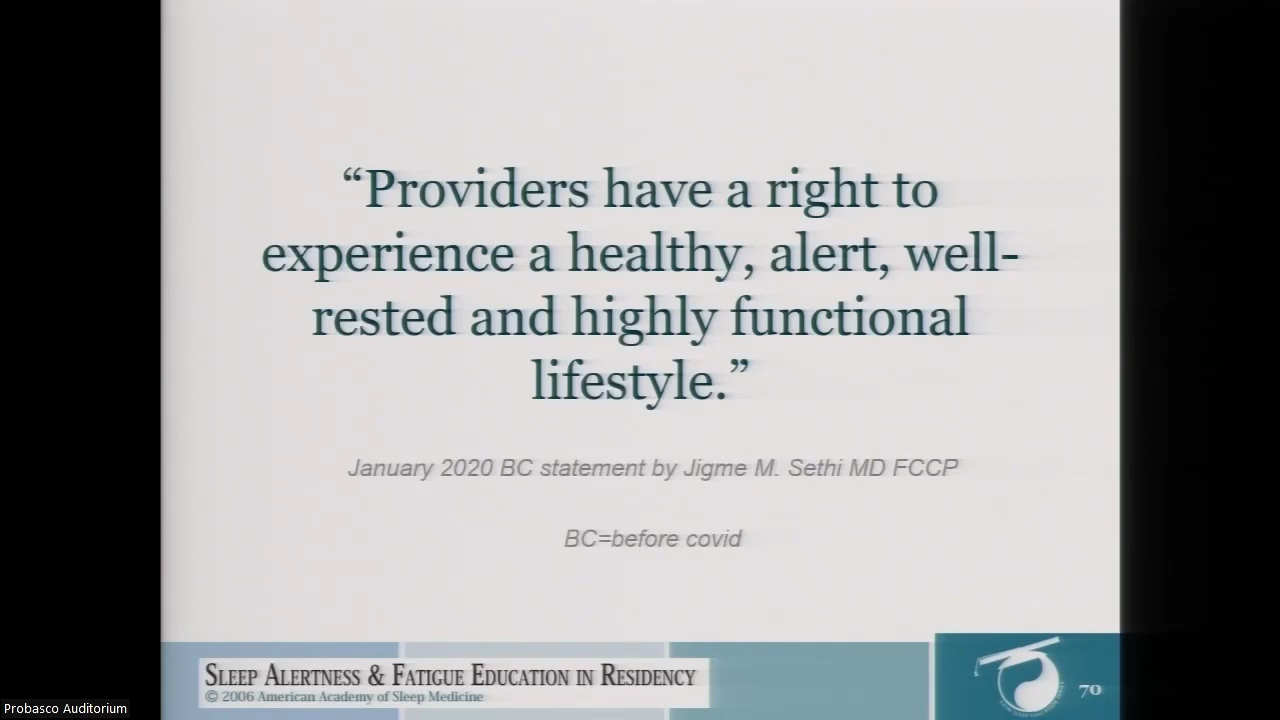 “Providers have a right to
experience a healthy, alert, well-
rested and highly functional
lifestyle.”
January 2020 BC statement by Jigme M. Sethi MD FCCP
BC=before covid
SLEEP ALERTNESS & FATIGUE EDUCATION IN RESIDENCY
© 2006 American Academy of Sleep Medicine
70
Probasco Auditorium